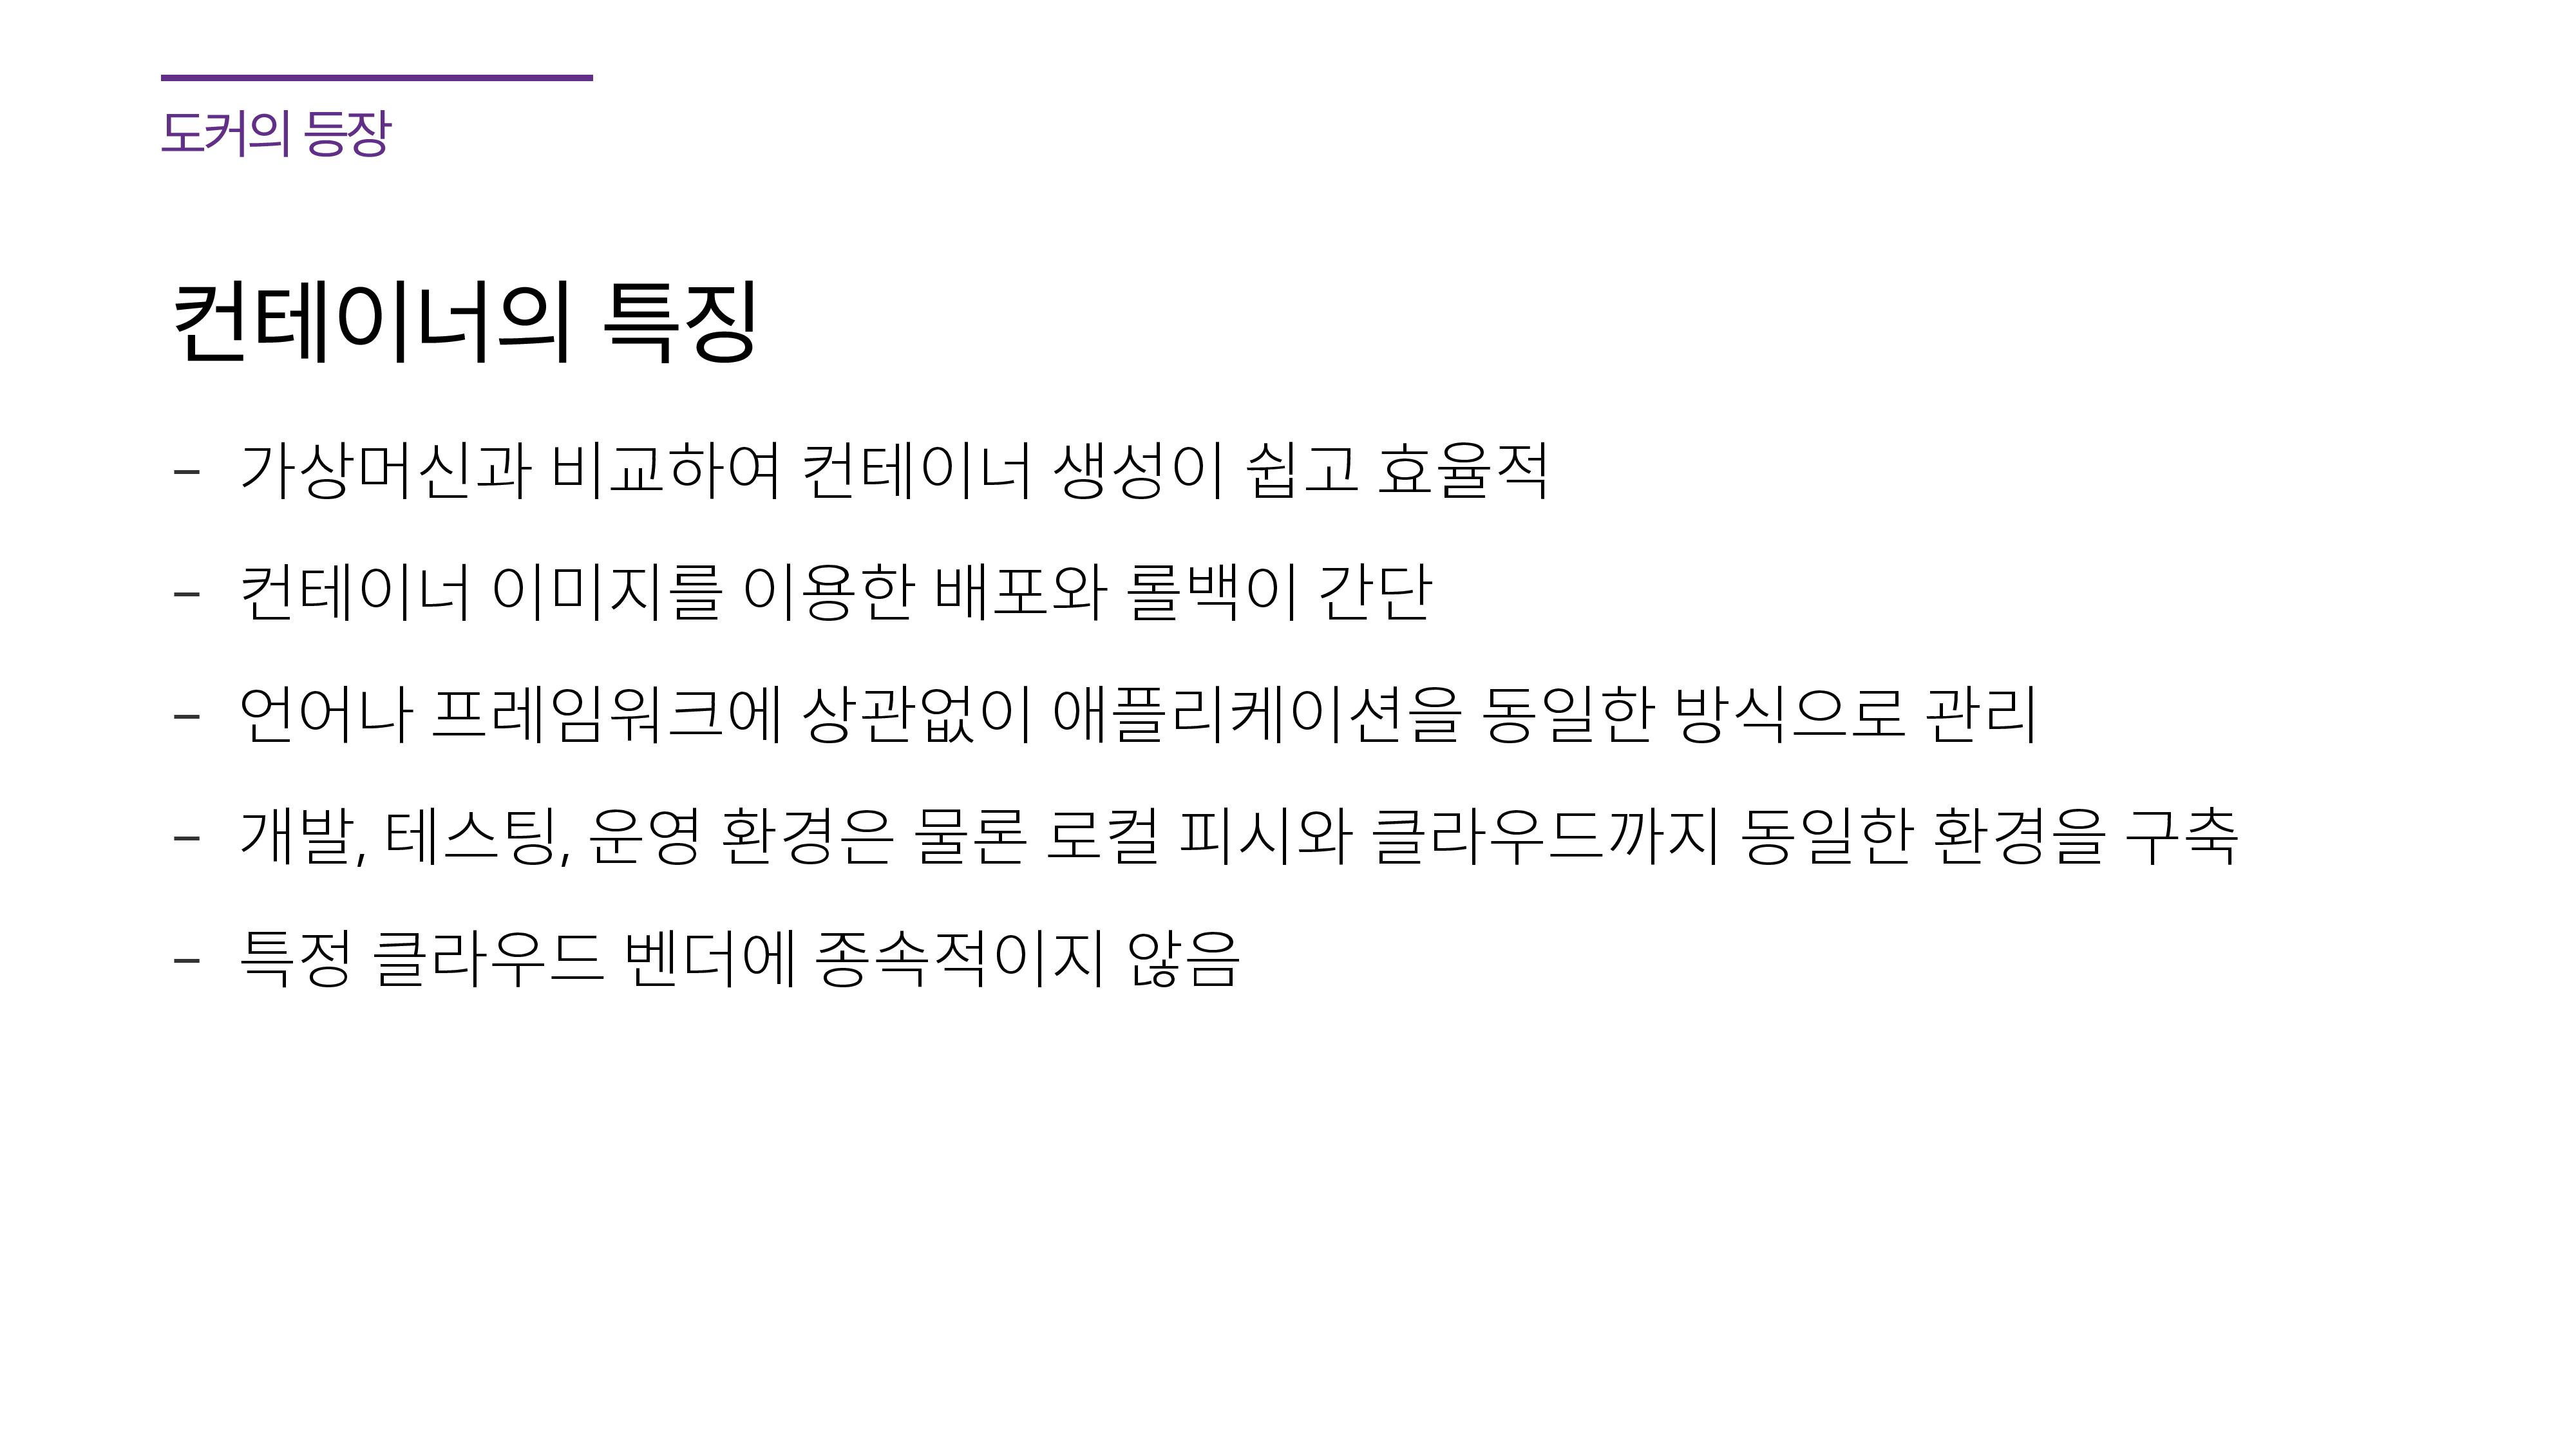 도커의 등장
컨테이너의 특징
– 가상머신과 비교하여 컨테이너 생성이 쉽고 효율적
– 컨테이너 이미지를 이용한 배포와 롤백이 간단
– 언어나 프레임워크에 상관없이 애플리케이션을 동일한 방식으로 관리
– 개발, 테스팅, 운영 환경은 물론 로컬 피시와 클라우드까지 동일한 환경을 구축
– 특정 클라우드 벤더에 종속적이지 않음